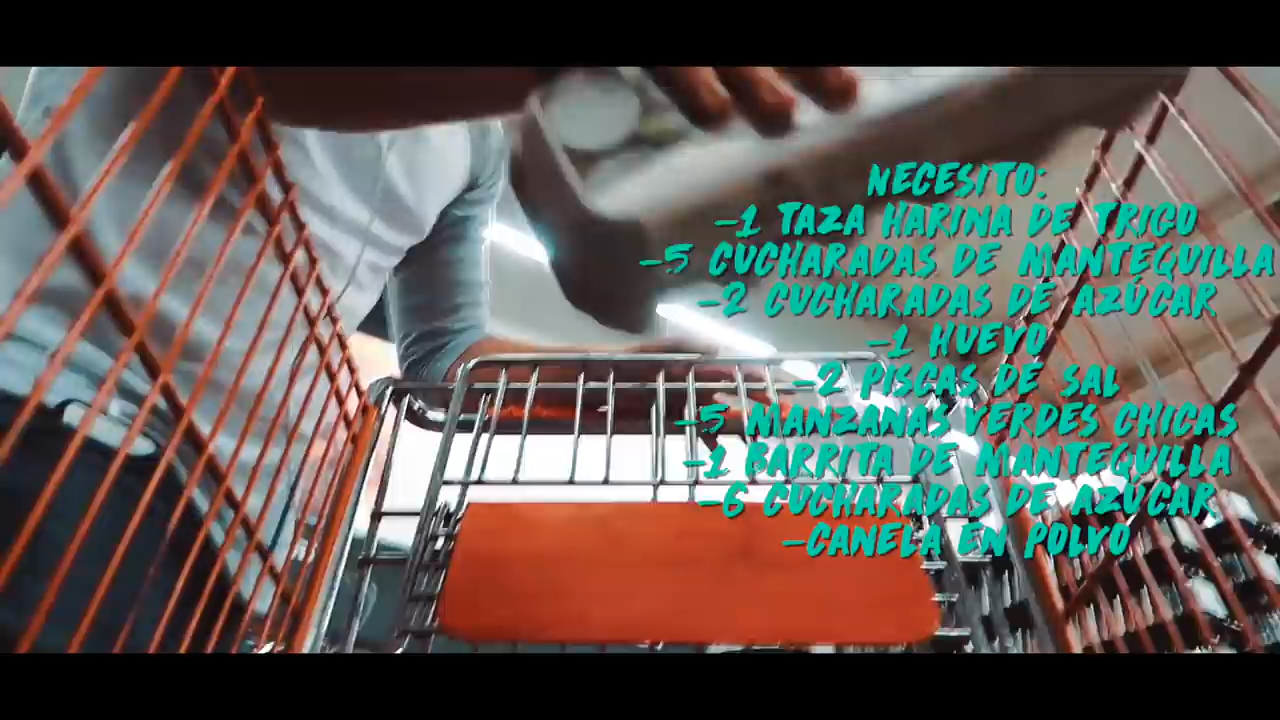 NECESITO:
-1 TAZA HARINA DE TRIGO
-5 CUCHARADAS DE MANTEQUILLA
-2 CUCHARADAS DE AZÚCAR
-1 HUEVO
-2 PISCAS DE SAL
-5 MANZANAS VERDES CHICAS
-1 BARRITA DE MANTEQUILLA
-6 CUCHARADAS DE AZÚCAR
-CANELA EN POLVO